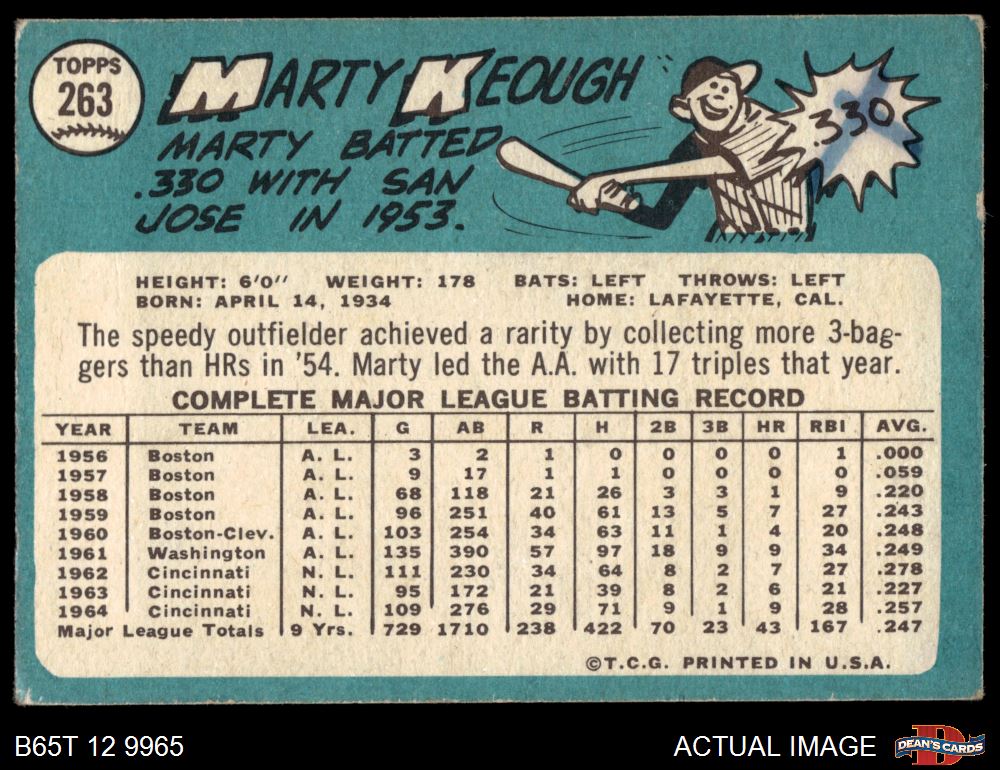 TOPPS
263
MARTY KEOUGH
MARTY BATTED
.330 WITH SAN
JOSE IN 1953.
.330
HEIGHT: 6'0" WEIGHT: 178 BATS: LEFT THROWS: LEFT
BORN: APRIL 14, 1934 HOME: LAFAYETTE, CAL.
The speedy outfielder achieved a rarity by collecting more 3-bag-
gers than HRs in '54. Marty led the A.A. with 17 triples that year.
COMPLETE MAJOR LEAGUE BATTING RECORD
YEAR TEAM LEA. G AB R H 2B 3B HR RBI AVG.
1956 Boston A. L. 3 2 1 0 0 0 0 1 .000
1957 Boston A. L. 9 17 1 1 0 0 0 0 .059
1958 Boston A. L. 68 118 21 26 3 3 1 9 .220
1959 Boston A. L. 96 251 40 61 13 5 7 27 .243
1960 Boston-Clev. A. L. 103 254 34 63 11 1 4 20 .248
1961 Washington A. L. 135 390 57 97 18 9 9 34 .249
1962 Cincinnati N. L. 111 230 34 64 8 2 7 27 .278
1963 Cincinnati N. L. 95 172 21 39 8 2 6 21 .227
1964 Cincinnati N. L. 109 276 29 71 9 1 9 28 .257
Major League Totals 9 Yrs. 729 1710 238 422 70 23 43 167 .247
©T.C.G. PRINTED IN U.S.A.
B65T 12 9965
ACTUAL IMAGE
D
DEAN'S CARDS